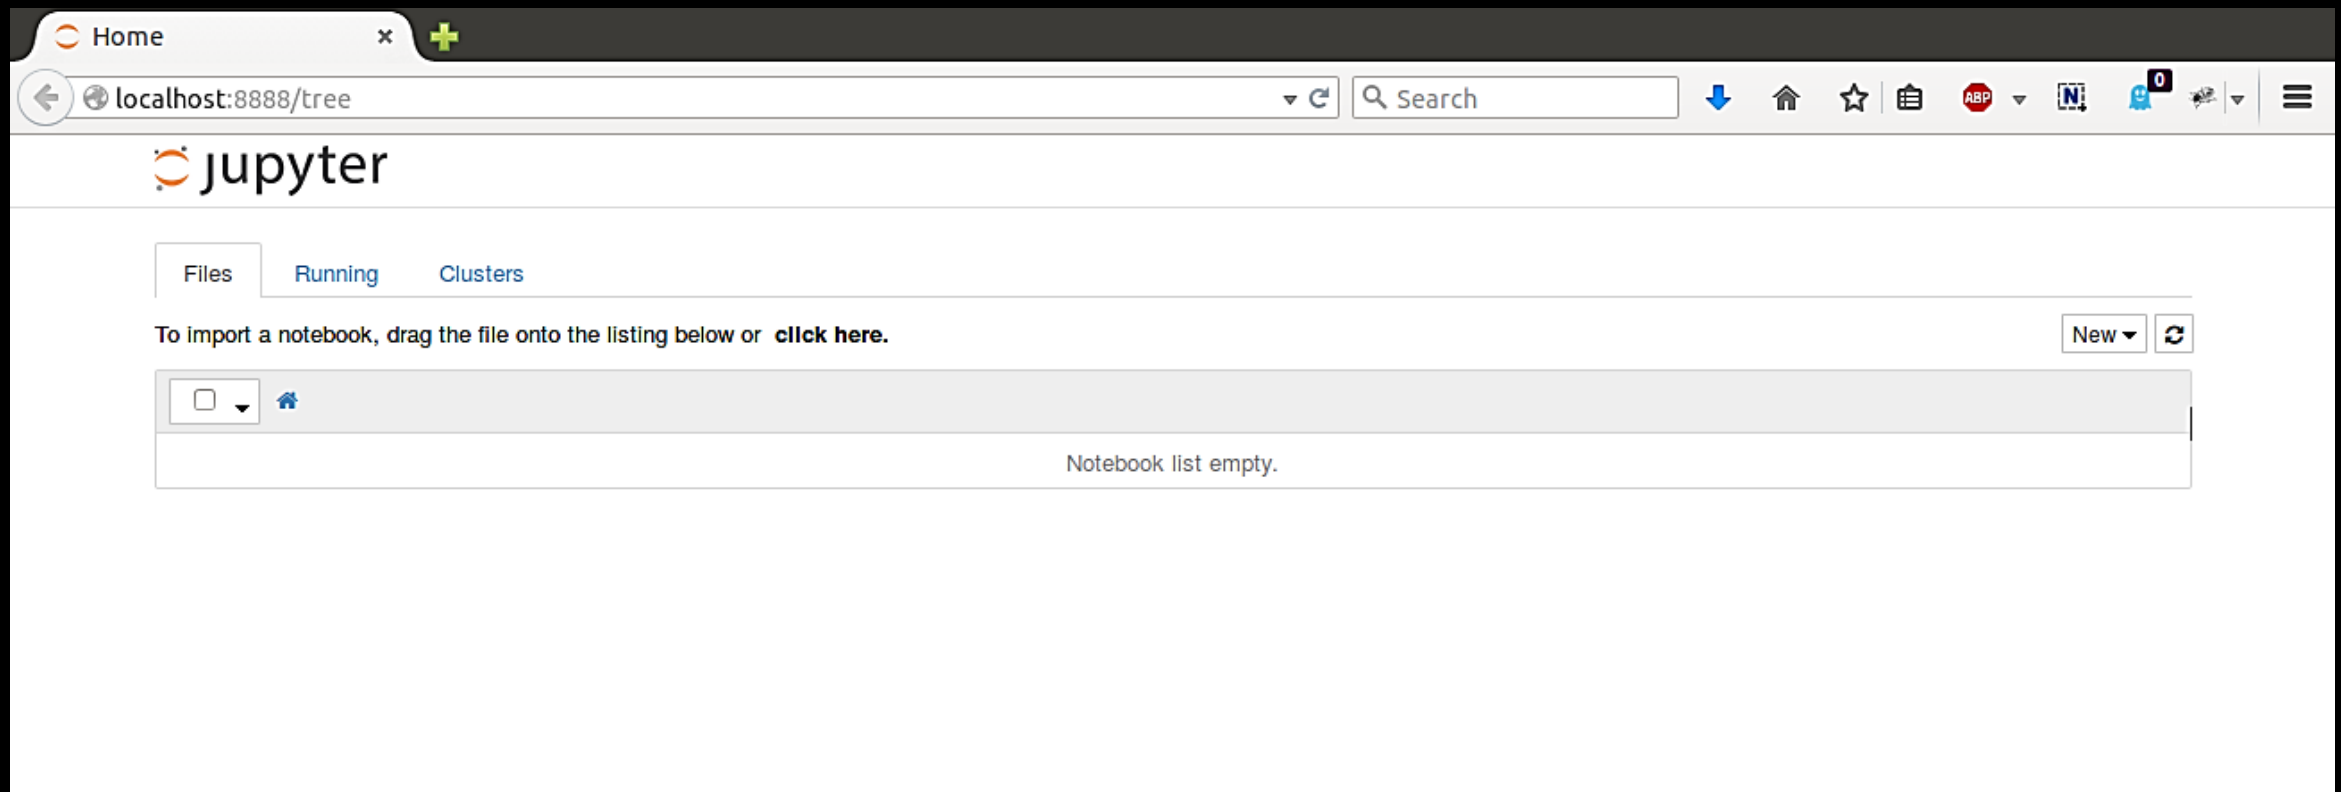 Home
localhost:8888/tree
Search
ABP
N
0
jupyter
Files Running Clusters
To import a notebook, drag the file onto the listing below or click here.
New
Notebook list empty.